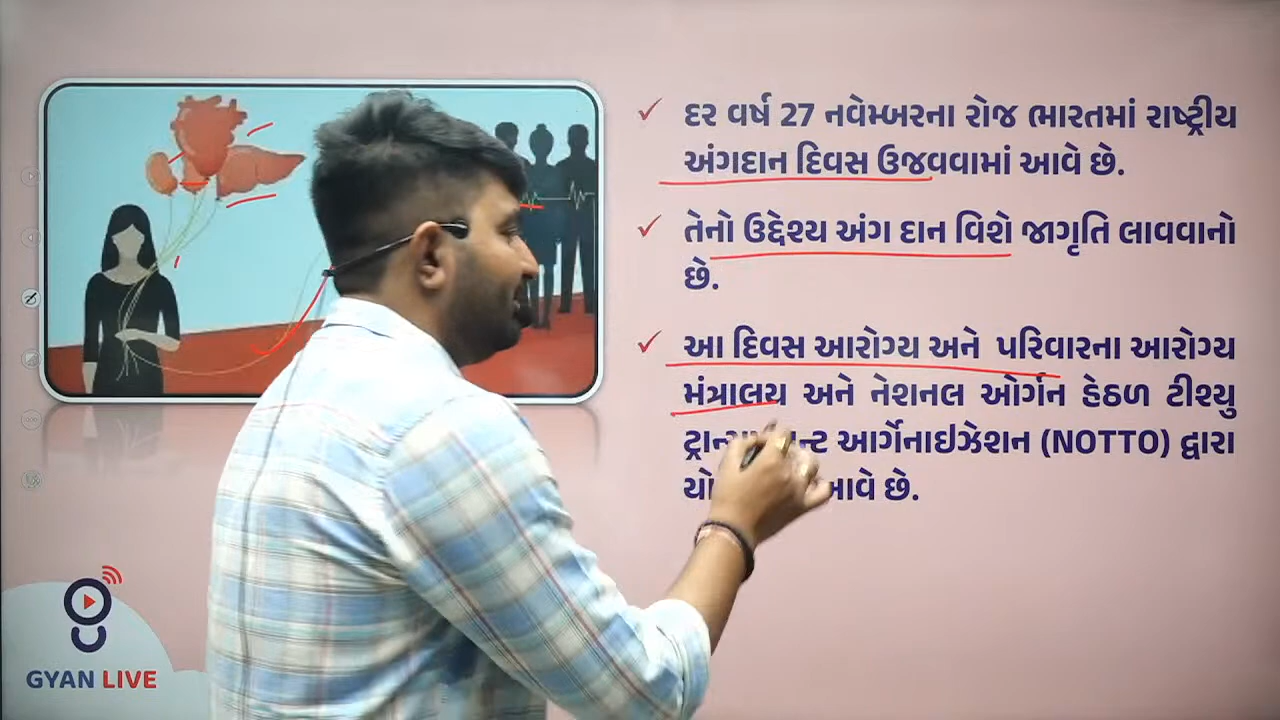 દર વર્ષ 27 નવેમ્બરના રોજ ભારતમાં રાષ્ટ્રીય
અંગદાન દિવસ ઉજવવામાં આવે છે.
તેનો ઉદ્દેશ્ય અંગ દાન વિશે જાગૃતિ લાવવાનો
છે.
આ દિવસ આરોગ્ય અને પરિવારના આરોગ્ય
મંત્રાલય અને નેશનલ ઓર્ગન હેઠળ ટીશ્યુ
આર્ગેનાઇઝેશન (NOTTO) દ્વારા
આવે છે.
GYAN LIVE